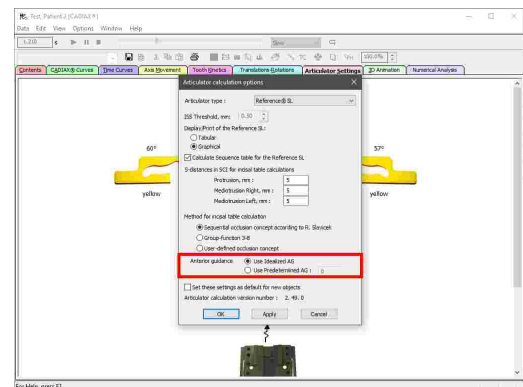 Test, Patient 2 (CADIAX®)
Data Edit View Options Window Help
1.210
Slow
100.0%
Contents CADIAX® Curves Time Curves Axis Movement Tooth Kinetics Translations-Rotations Articulator Settings 3D Animation Numerical Analysis
Articulator calculation options
Articulator type : Reference® SL
ISS Threshold, mm: 0.50
Display/Print of the Reference SL:
Tabular
Graphical
60°
57°
Calculate Sequence table for the Reference SL
S-distances in SCI for incisal table calculations
Protrusion, mm : 5
Mediotrusion Right, mm : 5
Mediotrusion Left, mm : 5
yellow
yellow
Method for incisal table calculation
Sequential occlusion concept according to R. Slavicek
Group-function 3-8
User-defined occlusion concept
Anterior guidance Use Idealized AG
Use Predetermined AG : 0
Set these settings as default for new objects
Articulator calculation version number : 2. 49. 0
OK Apply Cancel
For Help, press F1